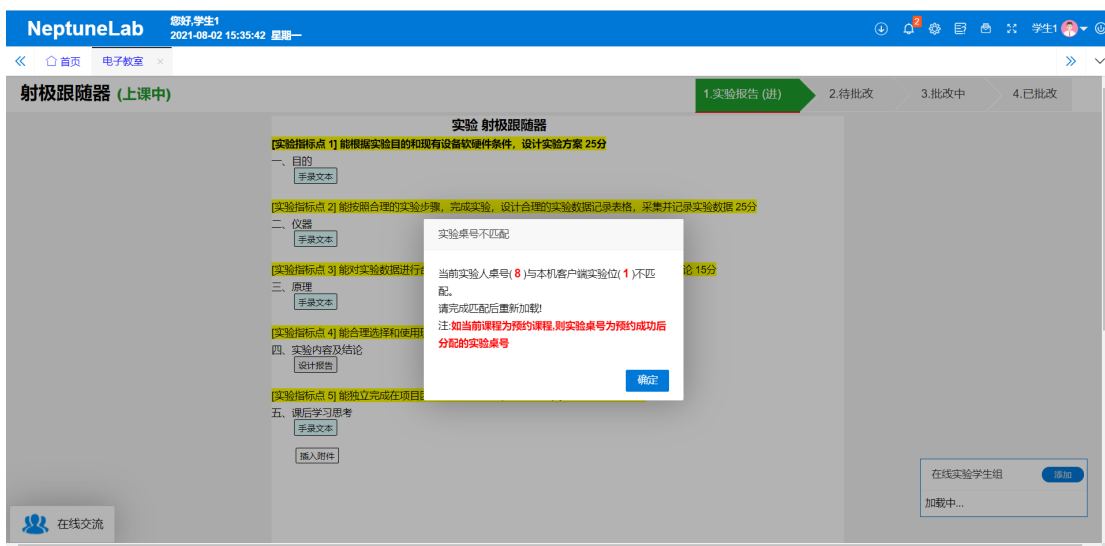 NeptuneLab
您好,学生1
2021-08-02 15:35:42 星期一
2
学生1
首页
电子教室
射极跟随器 (上课中)
1.实验报告 (进)
2.待批改
3.批改中
4.已批改
实验 射极跟随器
[实验指标点 1] 能根据实验目的和现有设备软硬件条件，设计实验方案 25分
一、目的
手录文本
[实验指标点 2] 能按照合理的实验步骤，完成实验，设计合理的实验数据记录表格，采集并记录实验数据 25分
二、仪器
手录文本
[实验指标点 3] 能对实验数据进行
论 15分
三、原理
手录文本
[实验指标点 4] 能合理选择和使用
四、实验内容及结论
设计报告
[实验指标点 5] 能独立完成在项目
五、课后学习思考
手录文本
插入附件
实验桌号不匹配
当前实验人桌号( 8 )与本机客户端实验位( 1 )不匹
配。
请完成匹配后重新加载!
注:如当前课程为预约课程,则实验桌号为预约成功后
分配的实验桌号
确定
在线实验学生组
添加
加载中...
在线交流